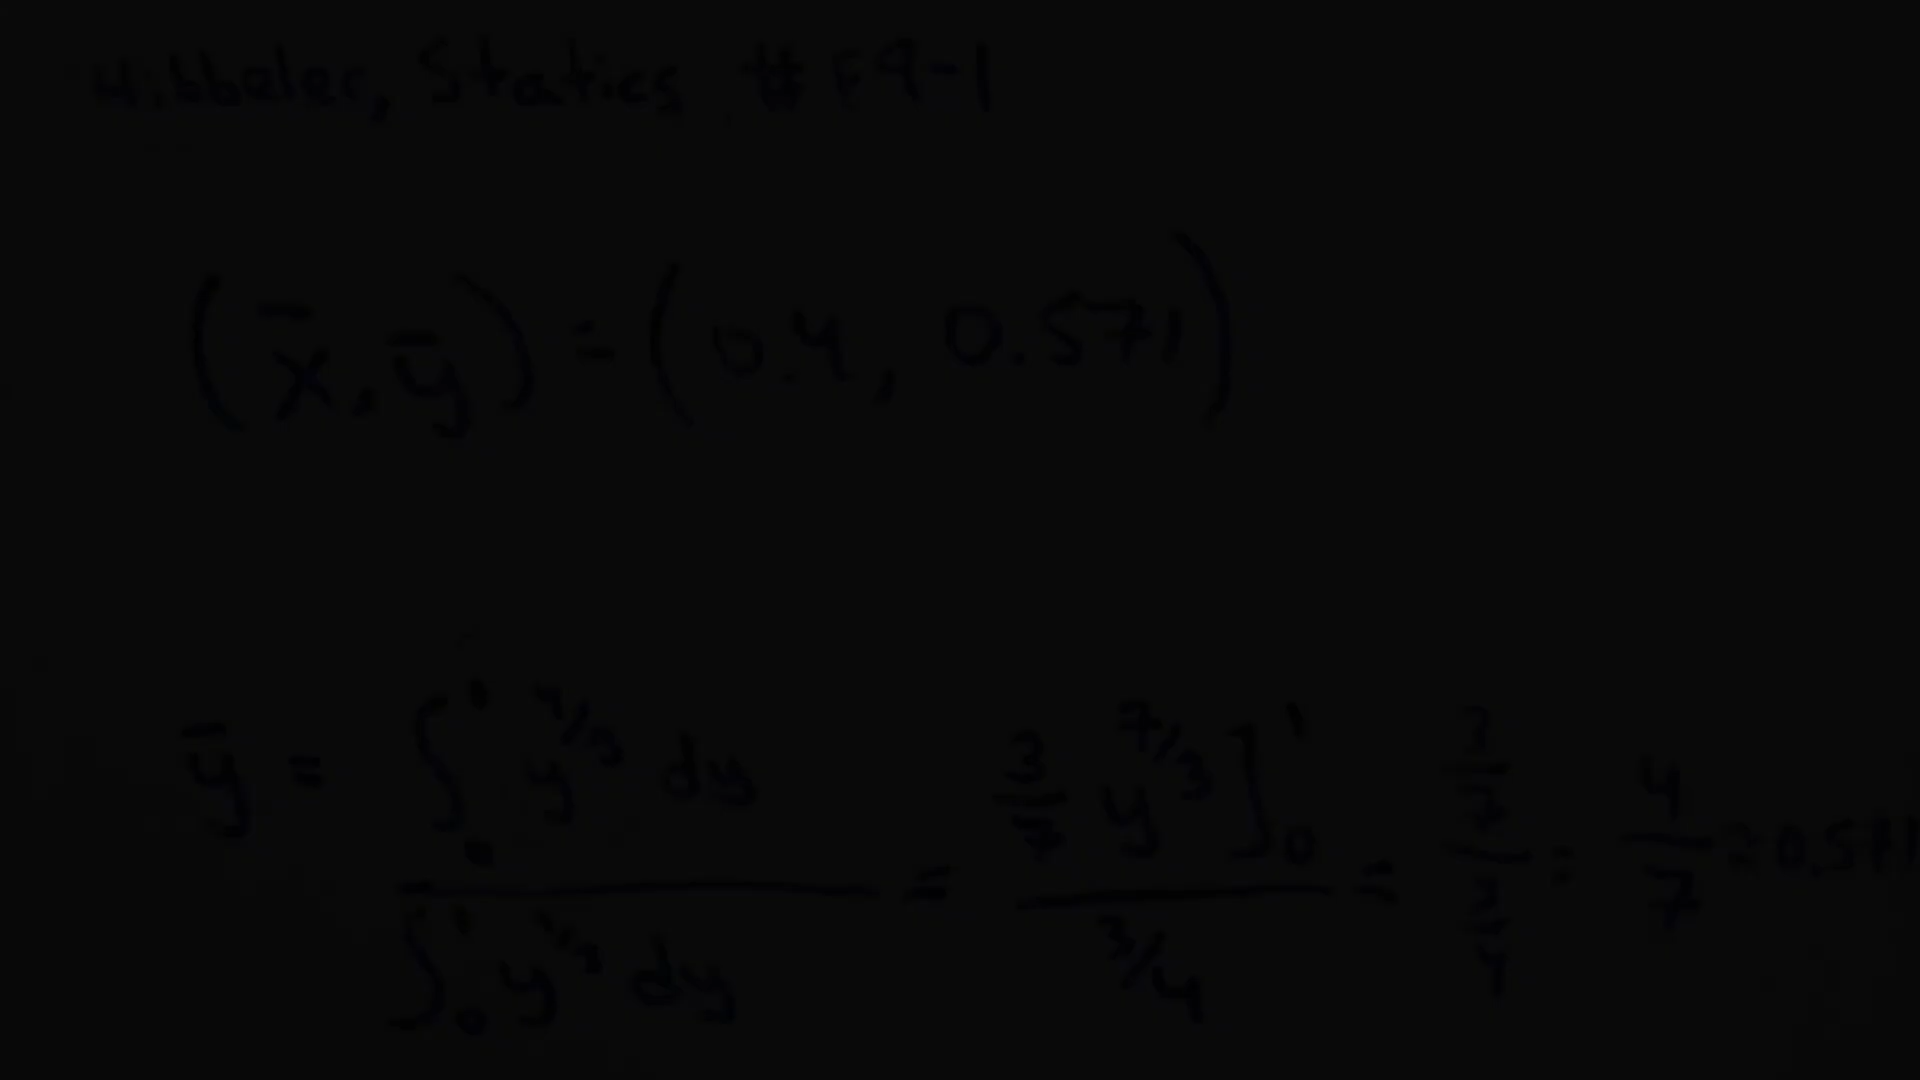 Hibbeler, Statics #F9-1
(x̄, ȳ) = (0.4, 0.571)
ȳ = ∫₀¹ y^4/3 dy / ∫₀¹ y^1/3 dy = 3/7 y^7/3 ]₀¹ / 3/4 = 3/7 / 3/4 = 4/7 = 0.571